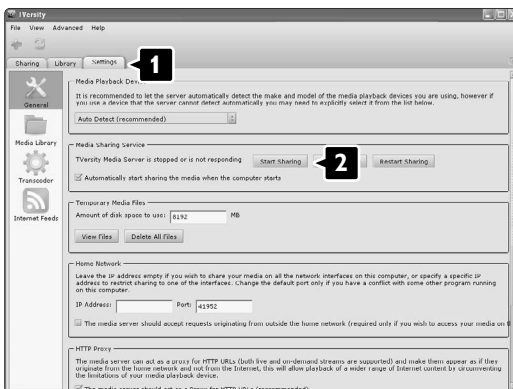 TVersity
File View Advanced Help
Sharing Library Settings
1
General
Media Library
Transcoder
Internet Feeds
Media Playback
It is recommended to let the server automatically detect the make and model of the media playback devices you are using, however if
you use a device that the server cannot detect automatically you may need to explicitly select it from the list below.
Auto Detect (recommended)
Media Sharing Service
TVersity Media Server is stopped or is not responding Start Sharing 2 Restart Sharing
Automatically start sharing the media when the computer starts
Temporary Media Files
Amount of disk space to use: 8192 MB
View Files Delete All Files
Home Network
Leave the IP address empty if you wish to share your media on all the network interfaces on this computer, or specify a specific IP
address to restrict sharing to one of the interfaces. Change the default port only if you have a conflict with some other program running
on this computer.
IP Address: Port: 41952
The media server should accept requests originating from outside the home network (required only if you wish to access your media on
HTTP Proxy
The media server can act as a proxy for HTTP URLs (both live and on-demand streams are supported) and make them appear as if they
originate from the home network and not from the Internet, this will allow playback of a wider range of Internet content by circumventing
the limitations of your media playback device.
The media server should act as a Proxy for HTTP URLs (recommended)